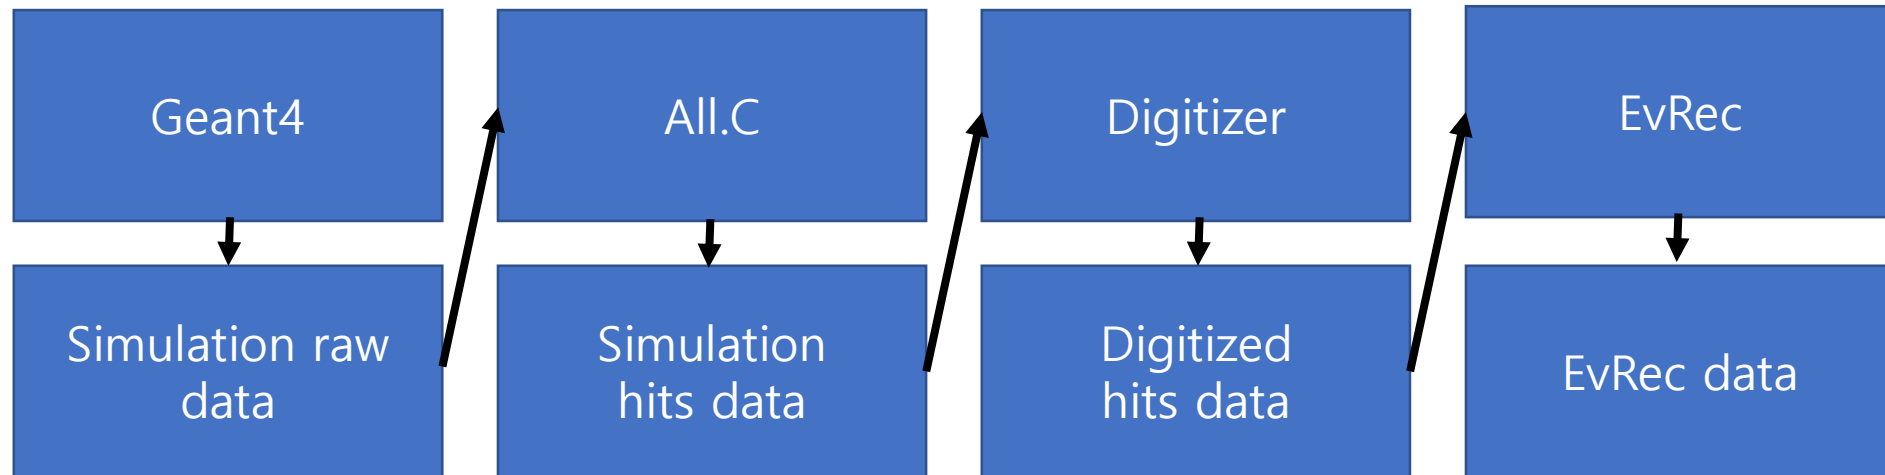 Geant4
All.C
Digitizer
EvRec
Simulation raw
data
Simulation
hits data
Digitized
hits data
EvRec data